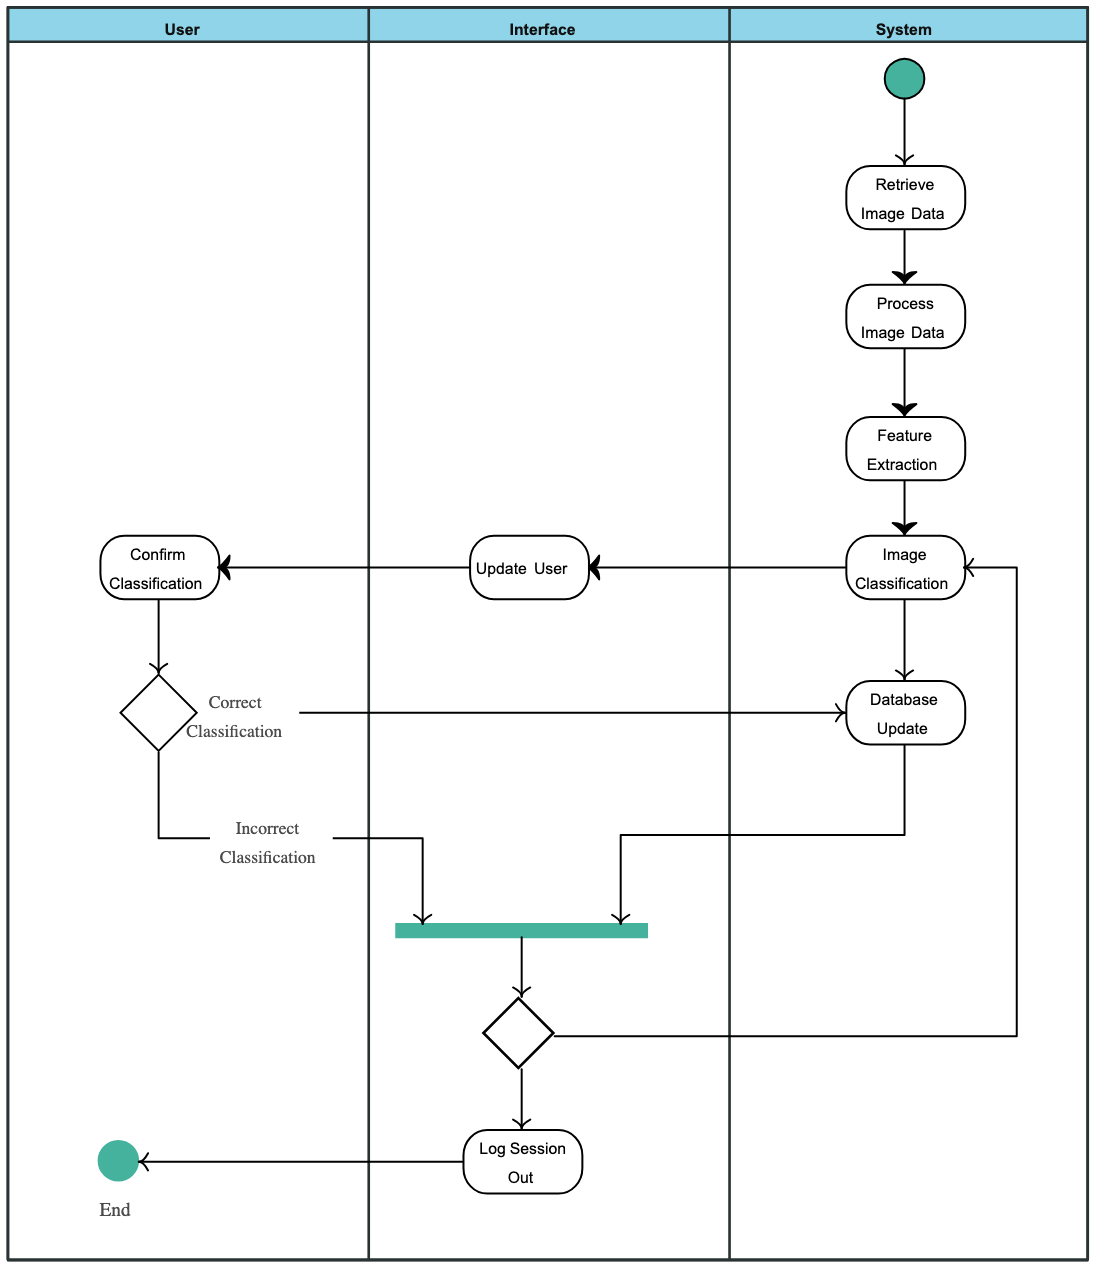 User
Interface
System
Retrieve
Image Data
Process
Image Data
Feature
Extraction
Confirm
Classification
Update User
Image
Classification
Correct
Classification
Database
Update
Incorrect
Classification
Log Session
Out
End